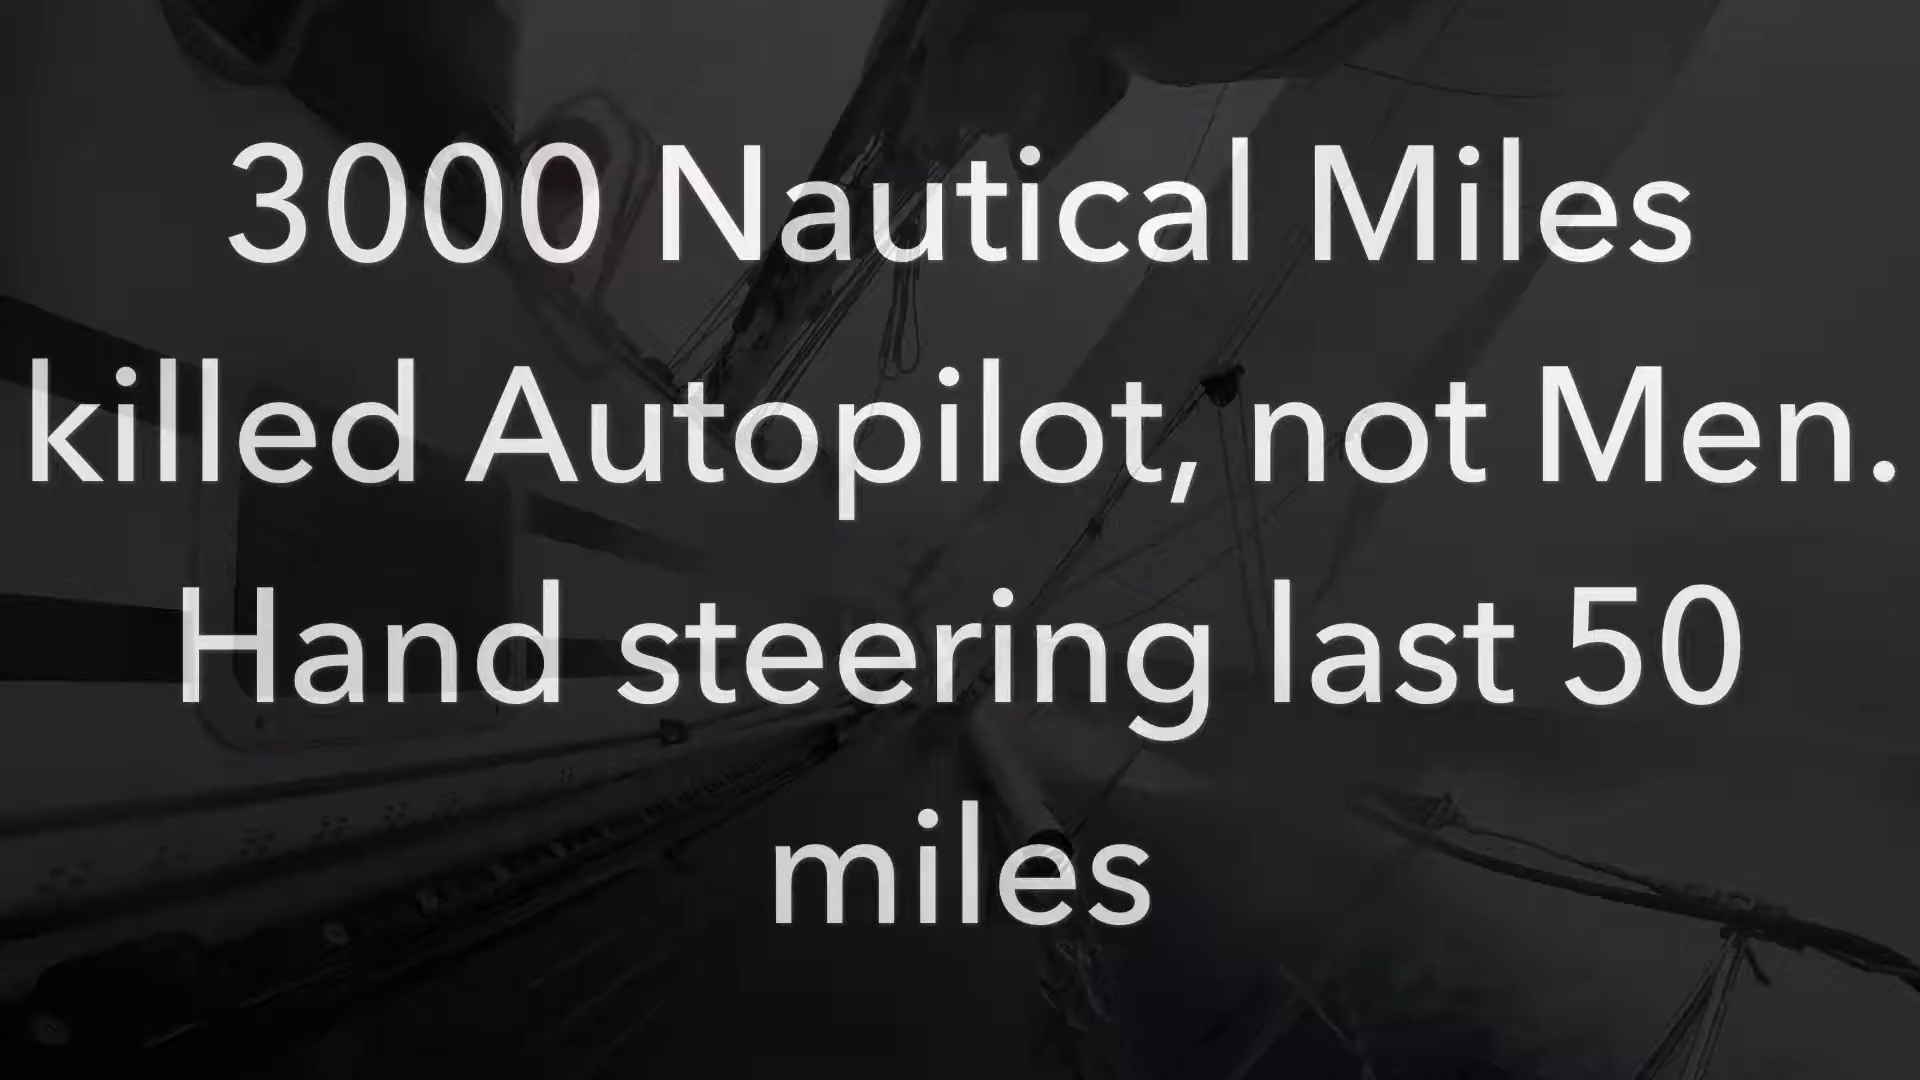 3000 Nautical Miles
killed Autopilot, not Men.
Hand steering last 50
miles